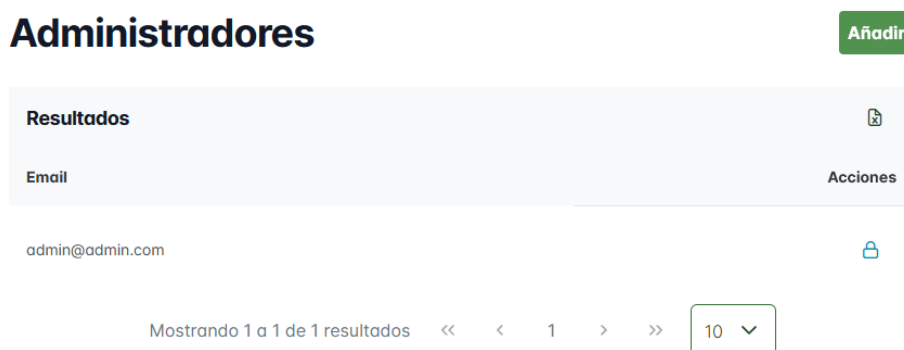 Administradores
Añadir
Resultados
Email
Acciones
admin@admin.com
Mostrando 1 a 1 de 1 resultados << < 1 > >> 10